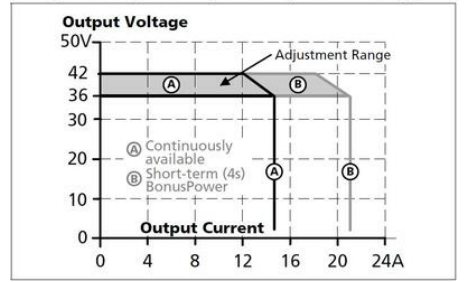 Output Voltage
50V
Adjustment Range
42
A
B
36
30
A Continuously
available
20
B Short-term (4s)
BonusPower
A
B
10
Output Current
0
0 4 8 12 16 20 24A